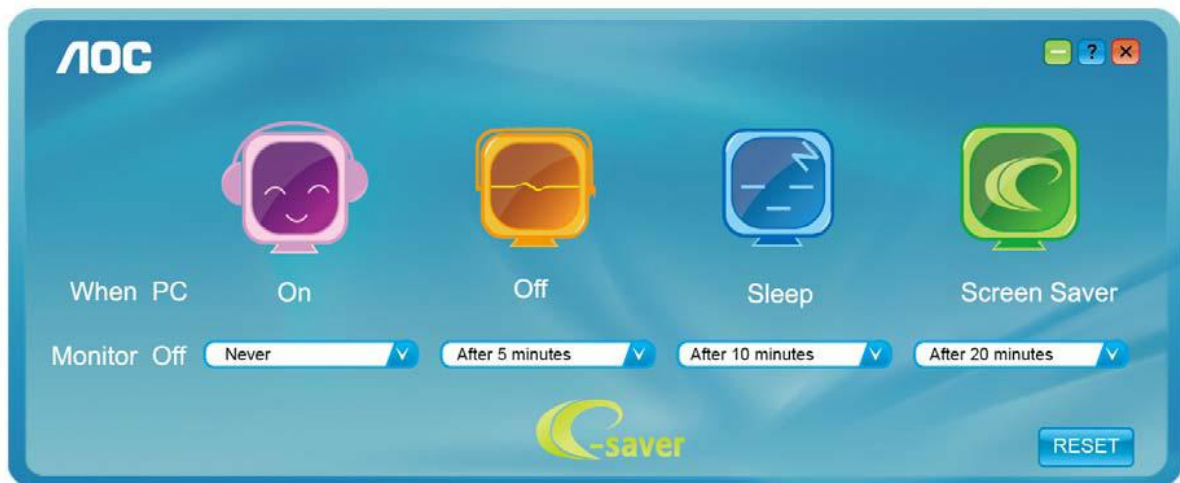 AOC
?
When PC On Off Sleep Screen Saver
Monitor Off Never After 5 minutes After 10 minutes After 20 minutes
e-saver
RESET